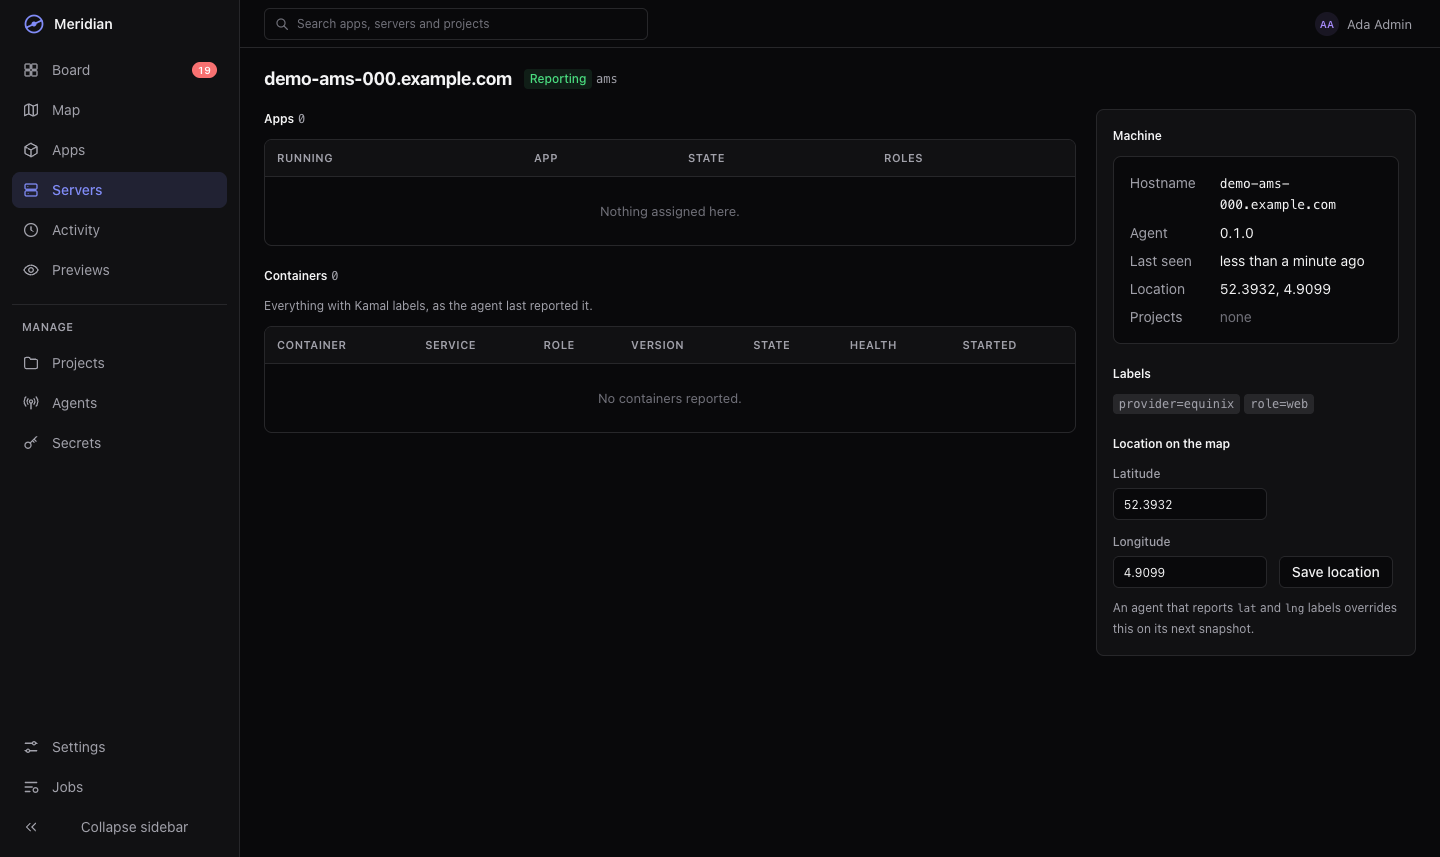 Meridian
Board 19
Map
Apps
Servers
Activity
Previews
MANAGE
Projects
Agents
Secrets
Settings
Jobs
Collapse sidebar
Search apps, servers and projects
AA Ada Admin
demo-ams-000.example.com Reporting ams
Apps 0
RUNNING APP STATE ROLES
Nothing assigned here.
Containers 0
Everything with Kamal labels, as the agent last reported it.
CONTAINER SERVICE ROLE VERSION STATE HEALTH STARTED
No containers reported.
Machine
Hostname demo-ams-
000.example.com
Agent 0.1.0
Last seen less than a minute ago
Location 52.3932, 4.9099
Projects none
Labels
provider=equinix role=web
Location on the map
Latitude
52.3932
Longitude
4.9099 Save location
An agent that reports lat and lng labels overrides
this on its next snapshot.